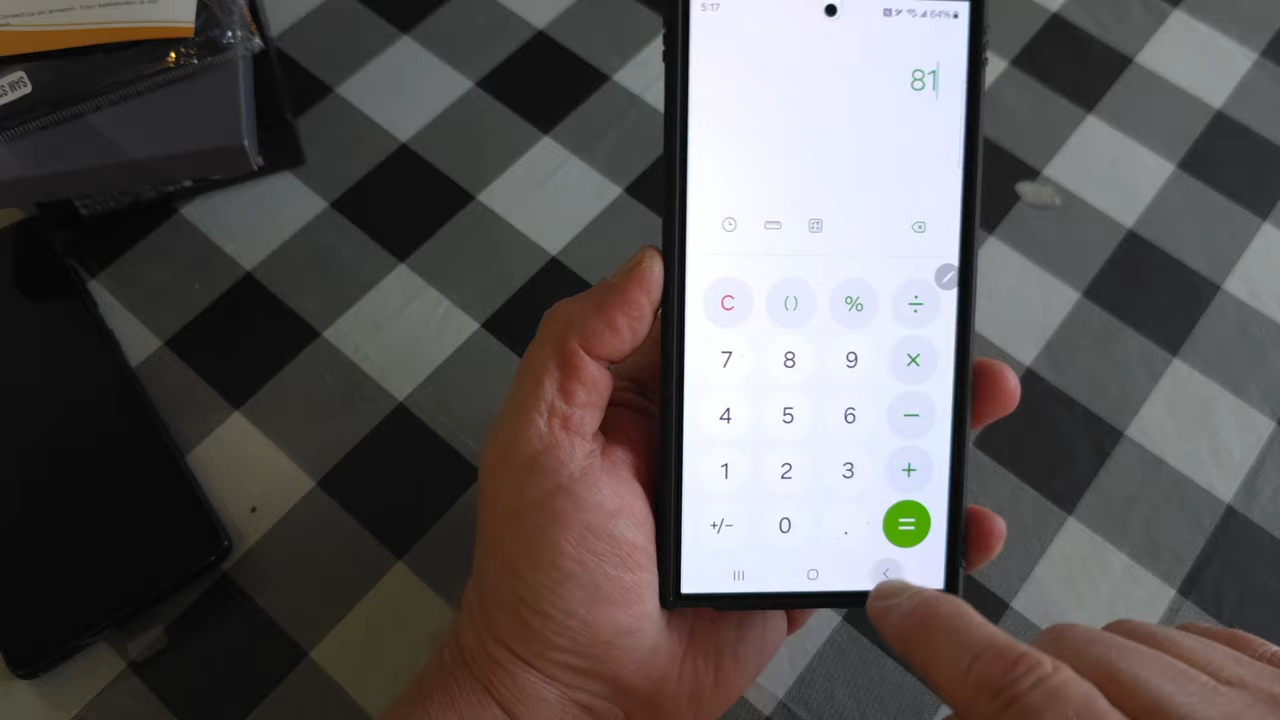 5:17
64%
81
C ( ) % ÷
7 8 9 ×
4 5 6 −
1 2 3 +
+/− 0 . =